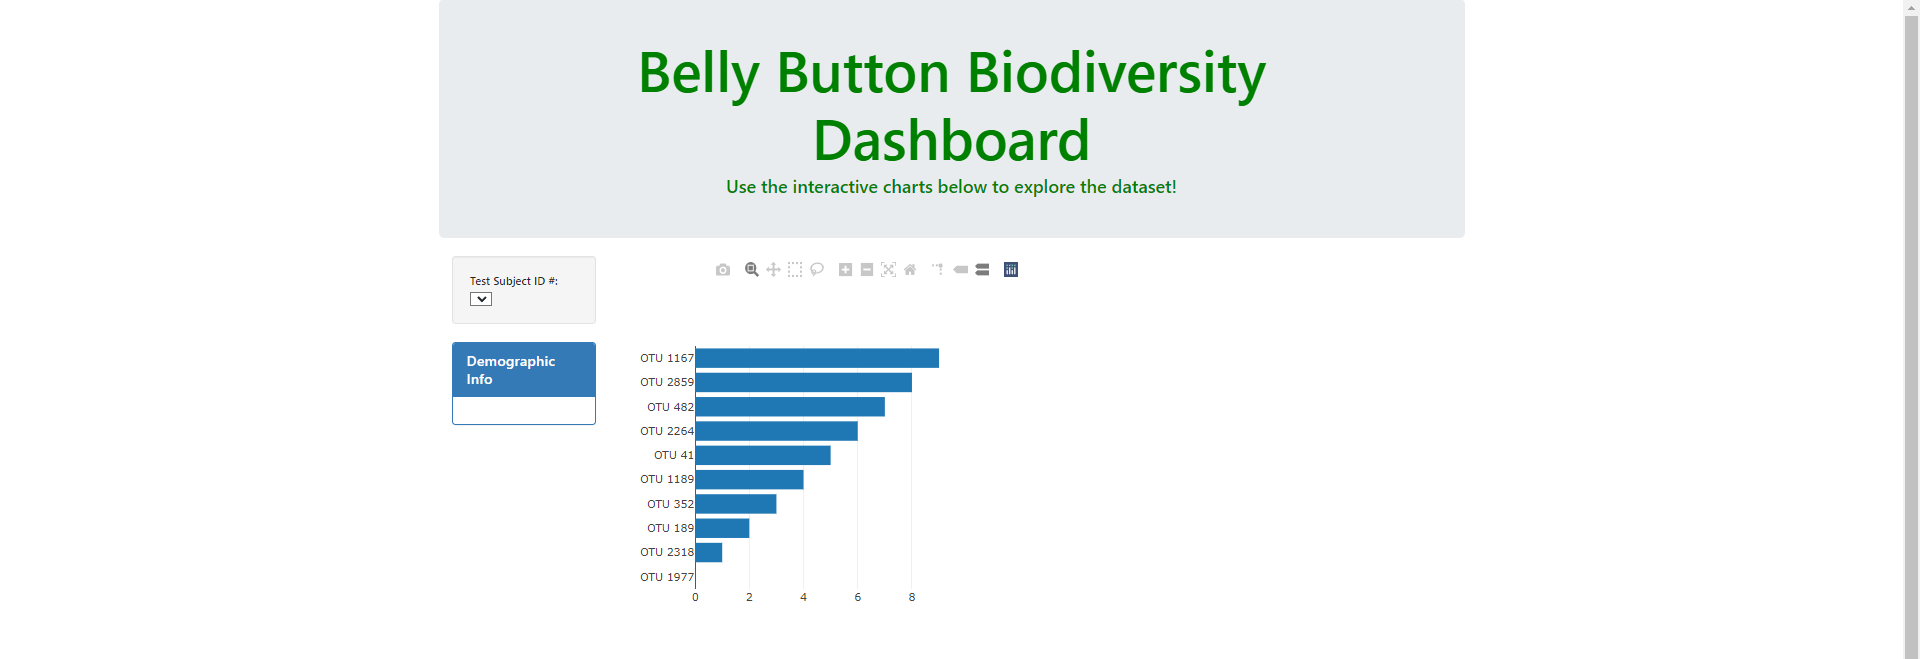 Belly Button Biodiversity
Dashboard
Use the interactive charts below to explore the dataset!
Test Subject ID #:
Demographic
Info
OTU 1167
OTU 2859
OTU 482
OTU 2264
OTU 41
OTU 1189
OTU 352
OTU 189
OTU 2318
OTU 1977
0 2 4 6 8